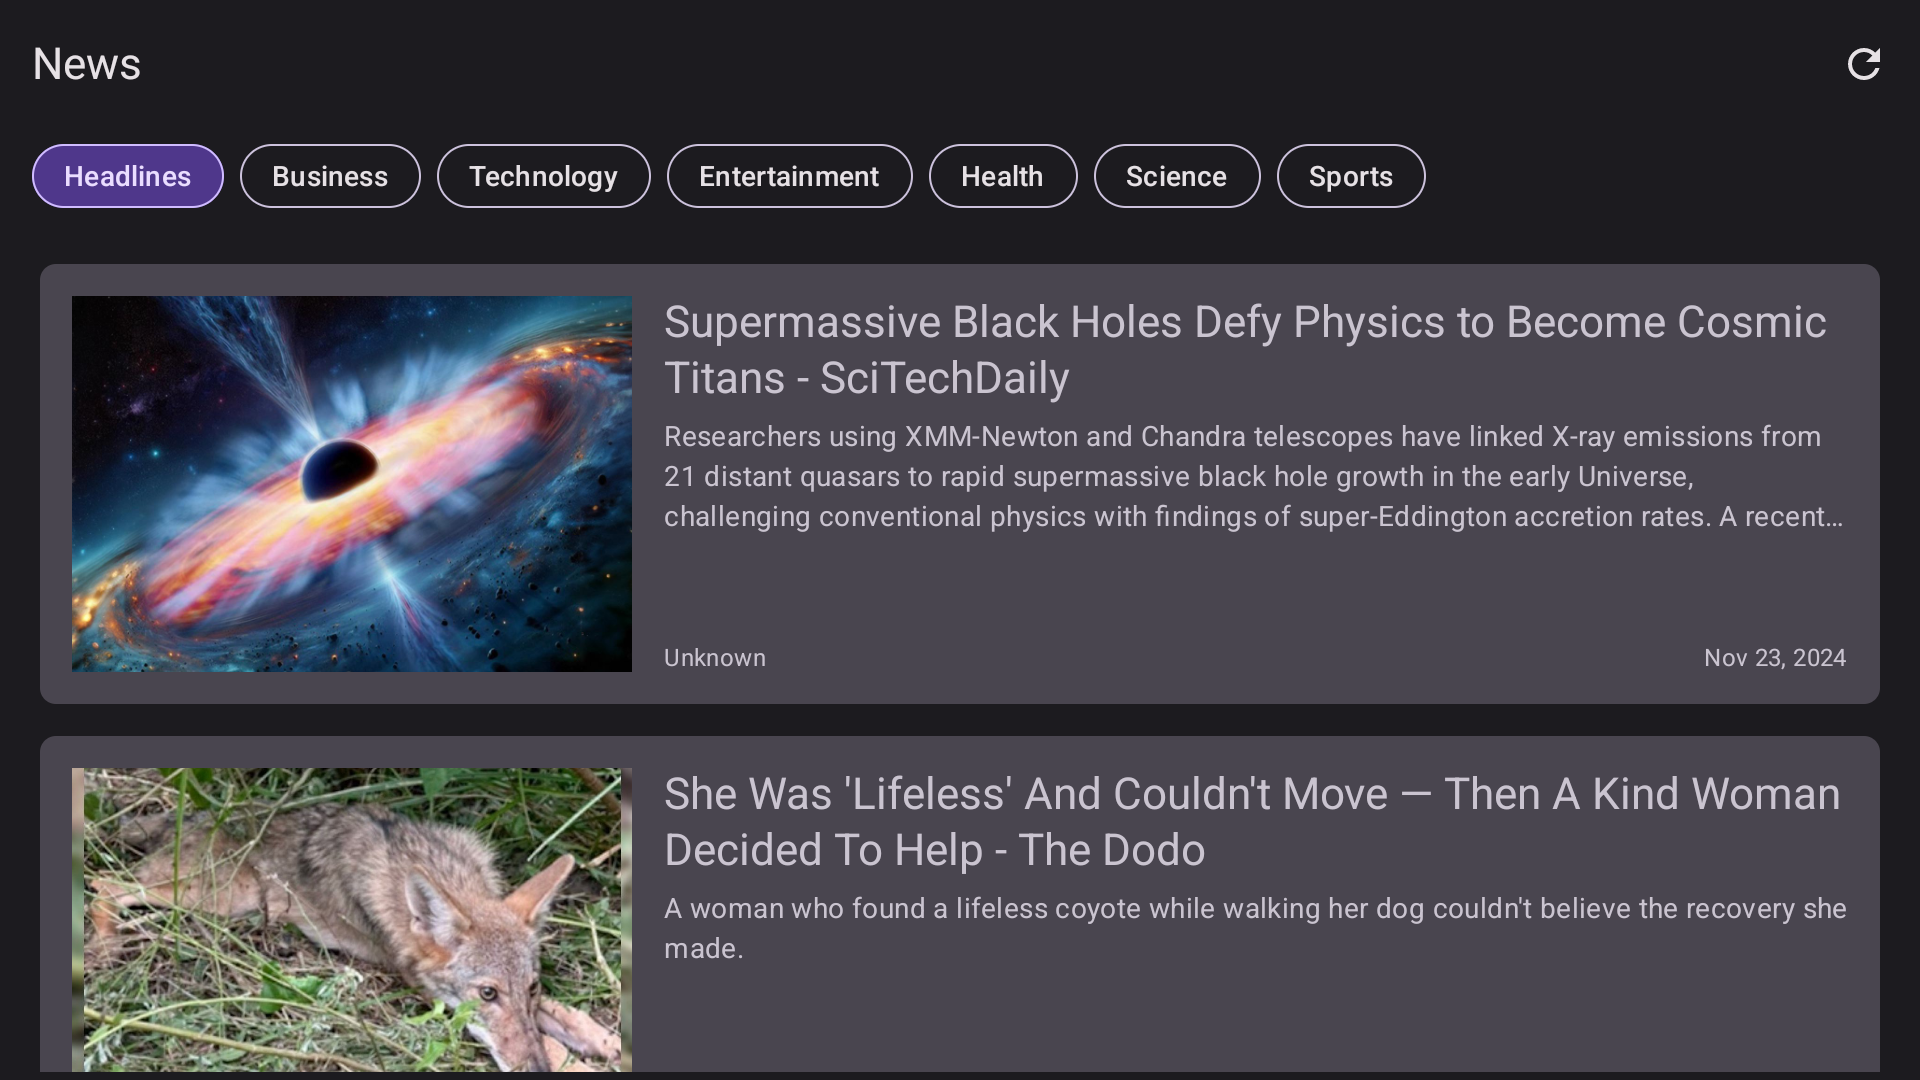 News
Headlines
Business
Technology
Entertainment
Health
Science
Sports
Supermassive Black Holes Defy Physics to Become Cosmic
Titans - SciTechDaily
Researchers using XMM-Newton and Chandra telescopes have linked X-ray emissions from
21 distant quasars to rapid supermassive black hole growth in the early Universe,
challenging conventional physics with findings of super-Eddington accretion rates. A recent…
Unknown
Nov 23, 2024
She Was 'Lifeless' And Couldn't Move — Then A Kind Woman
Decided To Help - The Dodo
A woman who found a lifeless coyote while walking her dog couldn't believe the recovery she
made.